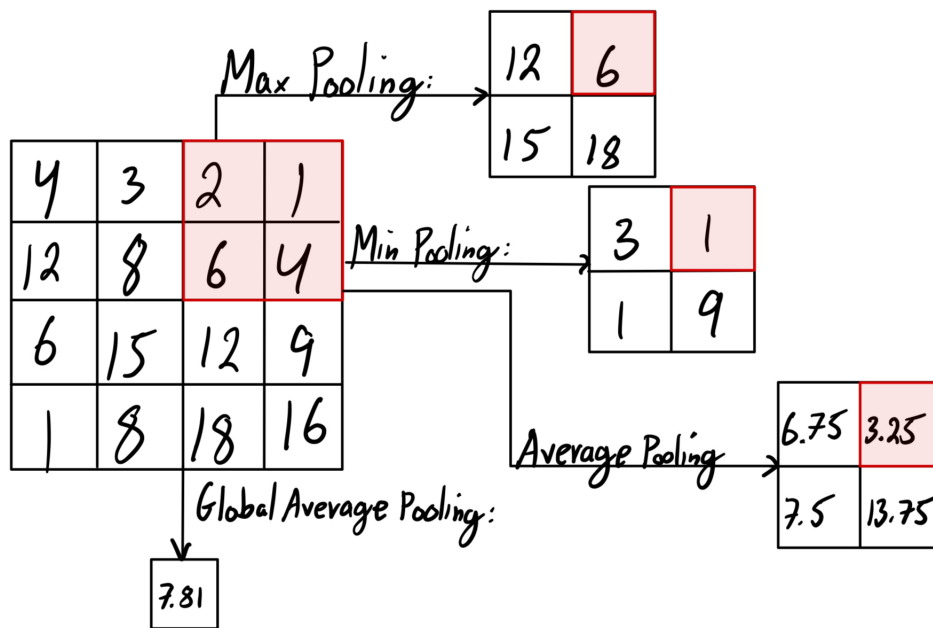 Max Pooling:
12 6
15 18
4 3 2 1
12 8 6 4
6 15 12 9
1 8 18 16
Min Pooling:
3 1
1 9
Average Pooling
6.75 3.25
7.5 13.75
Global Average Pooling:
7.81